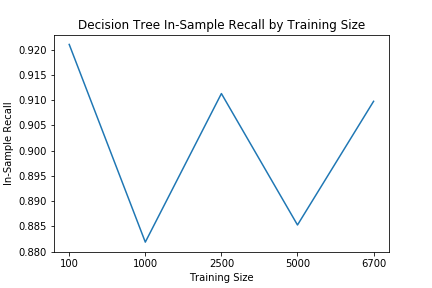 Decision Tree In-Sample Recall by Training Size
0.920
0.915
0.910
0.905
0.900
0.895
0.890
0.885
0.880
In-Sample Recall
100 1000 2500 5000 6700
Training Size